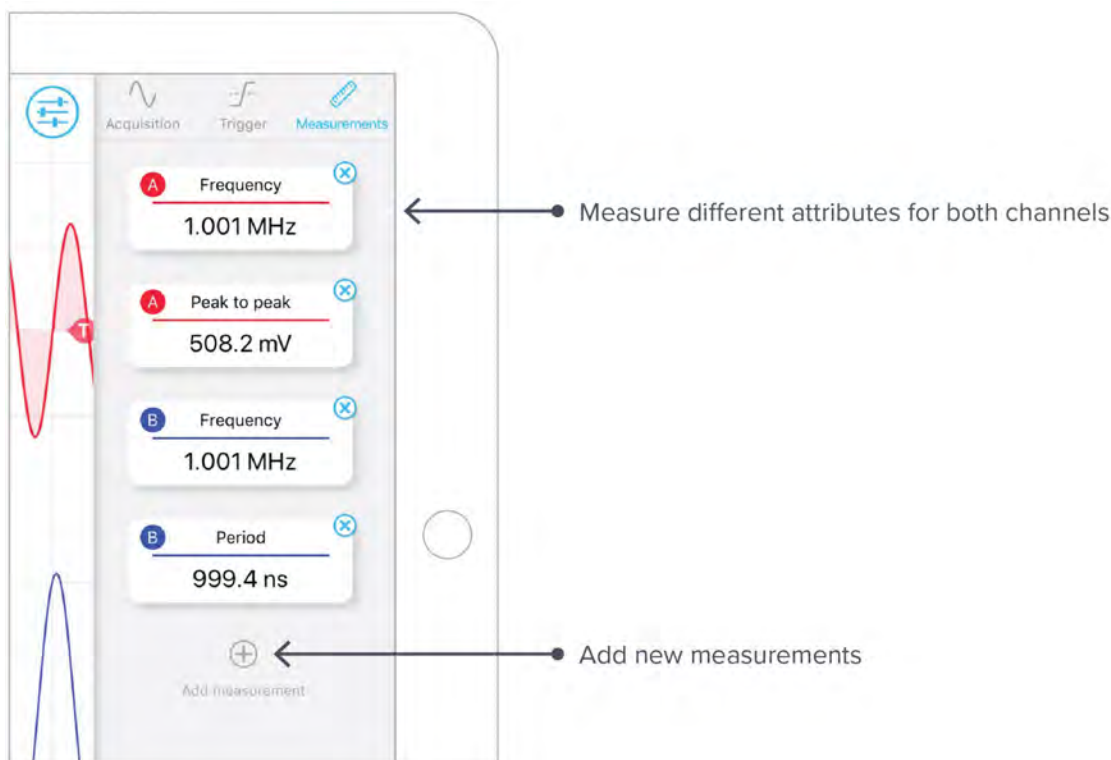 Acquisition Trigger Measurements
A Frequency
1.001 MHz
Measure different attributes for both channels
A Peak to peak
508.2 mV
T
B Frequency
1.001 MHz
B Period
999.4 ns
Add new measurements
Add measurement